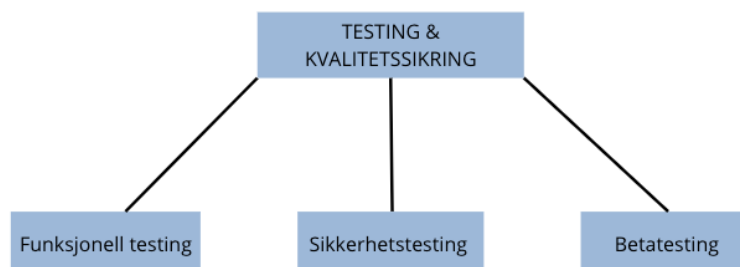 TESTING &
KVALITETSSIKRING
Funksjonell testing
Sikkerhetstesting
Betatesting